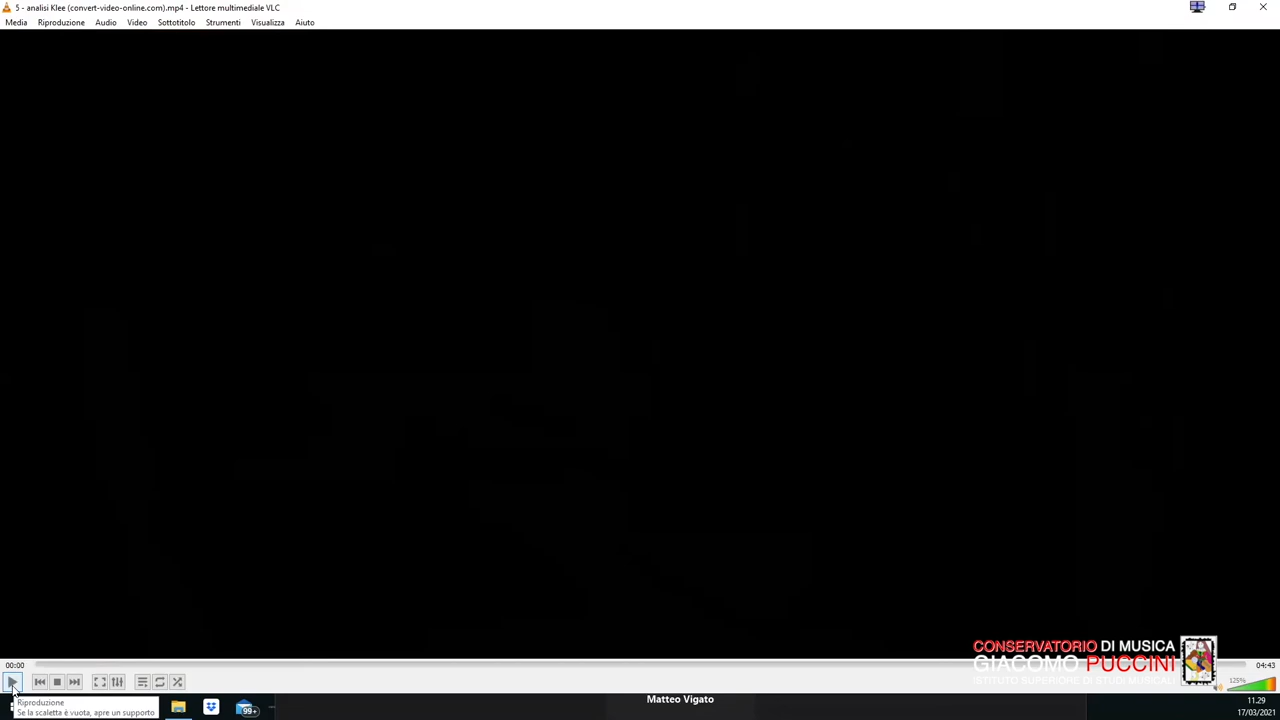 5 - analisi Klee (convert-video-online.com).mp4 - Lettore multimediale VLC
Media Riproduzione Audio Video Sottotitolo Strumenti Visualizza Aiuto
CONSERVATORIO DI MUSICA
GIACOMO PUCCINI
ISTITUTO SUPERIORE DI STUDI MUSICALI
00:00
04:43
125%
Riproduzione
Se la scaletta è vuota, apre un supporto
99+
Matteo Vigato
11.29
17/03/2021